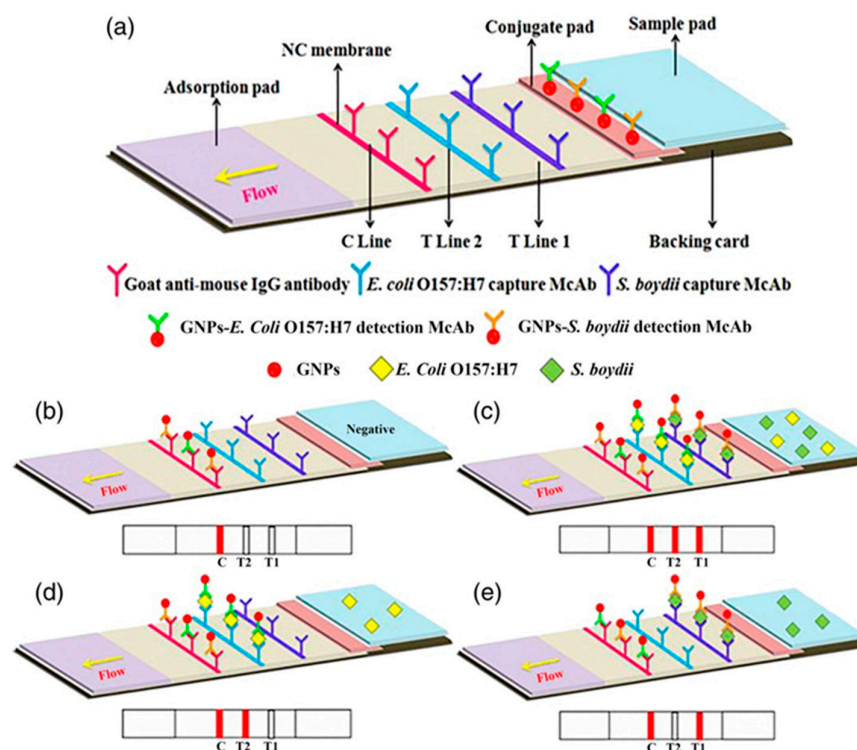 (a)
Adsorption pad
NC membrane
Conjugate pad
Sample pad
Flow
C Line
T Line 2
T Line 1
Backing card
Goat anti-mouse IgG antibody
E. coli O157:H7 capture McAb
S. boydii capture McAb
GNPs-E. Coli O157:H7 detection McAb
GNPs-S. boydii detection McAb
GNPs
E. Coli O157:H7
S. boydii
(b)
Negative
Flow
C T2 T1
(c)
Flow
C T2 T1
(d)
Flow
C T2 T1
(e)
Flow
C T2 T1